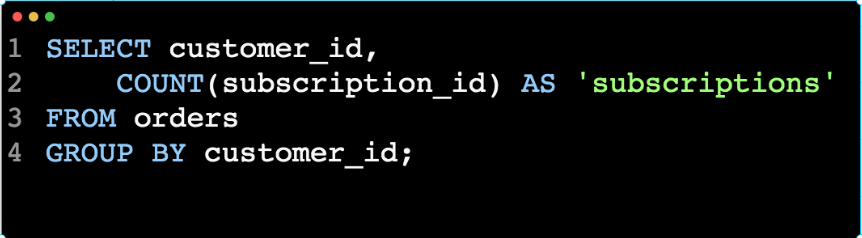 1 SELECT customer_id,
2     COUNT(subscription_id) AS 'subscriptions'
3 FROM orders
4 GROUP BY customer_id;